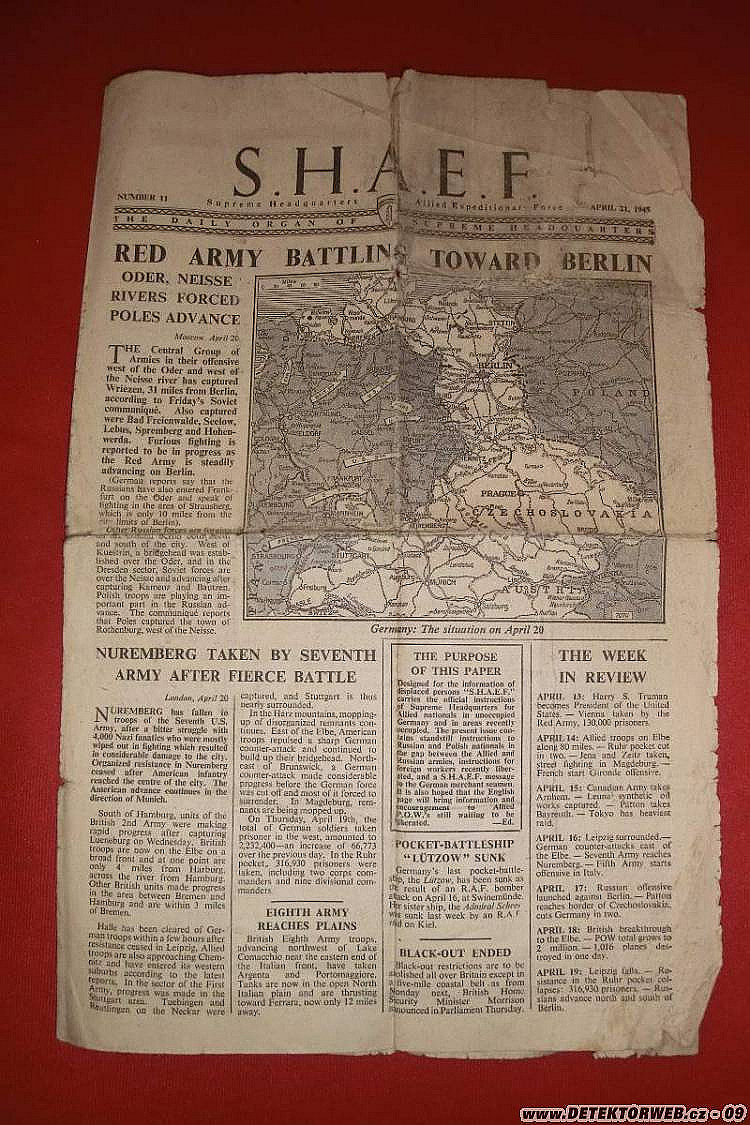 S.H.A.E.F.
NUMBER 11
Supreme Headquarters Allied Expeditionary Force
APRIL 21, 1945
THE DAILY ORGAN OF SUPREME HEADQUARTERS
RED ARMY BATTLING TOWARD BERLIN
ODER, NEISSE
RIVERS FORCED
POLES ADVANCE
Moscow, April 20
THE Central Group of
Armies in their offensive
west of the Oder and west of
the Neisse river has captured
Wriezen, 31 miles from Berlin,
according to Friday's Soviet
communiqué. Also captured
were Bad Freienwalde, Seelow,
Lebus, Spremberg and Hohen-
werda. Furious fighting is
reported to be in progress as
the Red Army is steadily
advancing on Berlin.
(German reports say that the
Russians have also entered Frank-
furt on the Oder and speak of
fighting in the area of Strausberg,
which is only 10 miles from the
city limits of Berlin).
Other Russian forces are
and south of the city. West of
Kuestrin, a bridgehead was estab-
lished over the Oder, and in the
Dresden sector, Soviet forces are
over the Neisse and advancing after
capturing Kamenz and Bautzen.
Polish troops are playing an im-
portant part in the Russian ad-
vance. The communiqué reports
that Poles captured the town of
Rothenburg, west of the Neisse.
BERLIN
POLAND
PRAGUE
CZECHOSLOVAKIA
STRASBOURG
STUTTGART
MUNICH
AUSTRIA
Germany: The situation on April 20
NUREMBERG TAKEN BY SEVENTH
ARMY AFTER FIERCE BATTLE
London, April 20
NUREMBERG has fallen to
troops of the Seventh U.S.
Army, after a bitter struggle with
4,000 Nazi fanatics who were mostly
wiped out in fighting which resulted
in considerable damage to the city.
Organized resistance in Nuremberg
ceased after American infantry
reached the centre of the city. The
American advance continues in the
direction of Munich.
South of Hamburg, units of the
British 2nd Army were making
rapid progress after capturing
Lueneburg on Wednesday. British
troops are now on the Elbe on a
broad front and at one point are
only 4 miles from Harburg,
across the river from Hamburg.
Other British units made progress
in the area between Bremen and
Hamburg and are within 3 miles
of Bremen.
Halle has been cleared of Ger-
man troops within a few hours after
resistance ceased in Leipzig. Allied
troops are also approaching Chem-
nitz and have entered its western
suburbs according to the latest
reports. In the sector of the First
Army, progress was made in the
Stuttgart area. Tuebingen and
Reutlingen on the Neckar were
captured, and Stuttgart is thus
nearly surrounded.
In the Harz mountains, mopping-
up of disorganized remnants con-
tinues. East of the Elbe, American
troops repulsed a sharp German
counter-attack and continued to
build up their bridgehead. North-
east of Brunswick, a German
counter-attack made considerable
progress before the German force
was cut off and most of it forced to
surrender. In Magdeburg, rem-
nants are being mopped up.
On Thursday, April 19th, the
total of German soldiers taken
prisoner in the west, amounted to
2,232,400—an increase of 66,773
over the previous day. In the Ruhr
pocket, 316,930 prisoners were
taken, including two corps com-
manders and nine divisional com-
manders
EIGHTH ARMY
REACHES PLAINS
British Eighth Army troops,
advancing northwest of Lake
Comacchio near the eastern end of
the Italian front, have taken
Argenta and Portomaggiore.
Tanks are now in the open North
Italian plain and are thrusting
toward Ferrara, now only 12 miles
away.
THE PURPOSE
OF THIS PAPER
Designed for the information of
displaced persons "S.H.A.E.F."
carries the official instructions
of Supreme Headquarters for
Allied nationals in unoccupied
Germany and in areas recently
occupied. The present issue con-
tains standstill instructions to
Russian and Polish nationals in
the gap between the Allied and
Russian armies, instructions for
foreign workers recently liber-
ated, and a S.H.A.E.F. message
to the German merchant seamen.
It is also hoped that the English
page will bring information and
encouragement to Allied
P.O.W.'s still waiting to be
liberated. —Ed.
POCKET-BATTLESHIP
"LÜTZOW" SUNK
Germany's last pocket-battle-
ship, the Lützow, has been sunk as
the result of an R.A.F. bomber
attack on April 16, at Swinemünde.
Her sister ship, the Admiral Scheer
was sunk last week by an R.A.F.
raid on Kiel.
BLACK-OUT ENDED
Black-out restrictions are to be
abolished all over Britain except in
a five-mile coastal belt as from
Monday next, British Home
Security Minister Morrison
announced in Parliament Thursday.
THE WEEK
IN REVIEW
APRIL 13: Harry S. Truman
becomes President of the United
States. — Vienna taken by the
Red Army, 130,000 prisoners.
APRIL 14: Allied troops on Elbe
along 80 miles. — Ruhr pocket cut
in two. — Jena and Zeitz taken,
street fighting in Magdeburg. —
French start Gironde offensive.
APRIL 15: Canadian Army takes
Arnhem. — Leuna synthetic oil
works captured — Patton takes
Bayreuth. — Tokyo has heaviest
raid.
APRIL 16: Leipzig surrounded.—
German counter-attacks east of
the Elbe. — Seventh Army reaches
Nuremberg. — Fifth Army starts
offensive in Italy.
APRIL 17: Russian offensive
launched against Berlin. — Patton
reaches border of Czechoslovakia,
cuts Germany in two.
APRIL 18: British breakthrough
to the Elbe. — POW total grows to
2 million. — 1,016 planes des-
troyed in one day.
APRIL 19: Leipzig falls. — Re-
sistance in the Ruhr pocket col-
lapses: 316,930 prisoners. — Rus-
sians advance north and south of
Berlin.
www.DETEKTORWEB.cz - 09